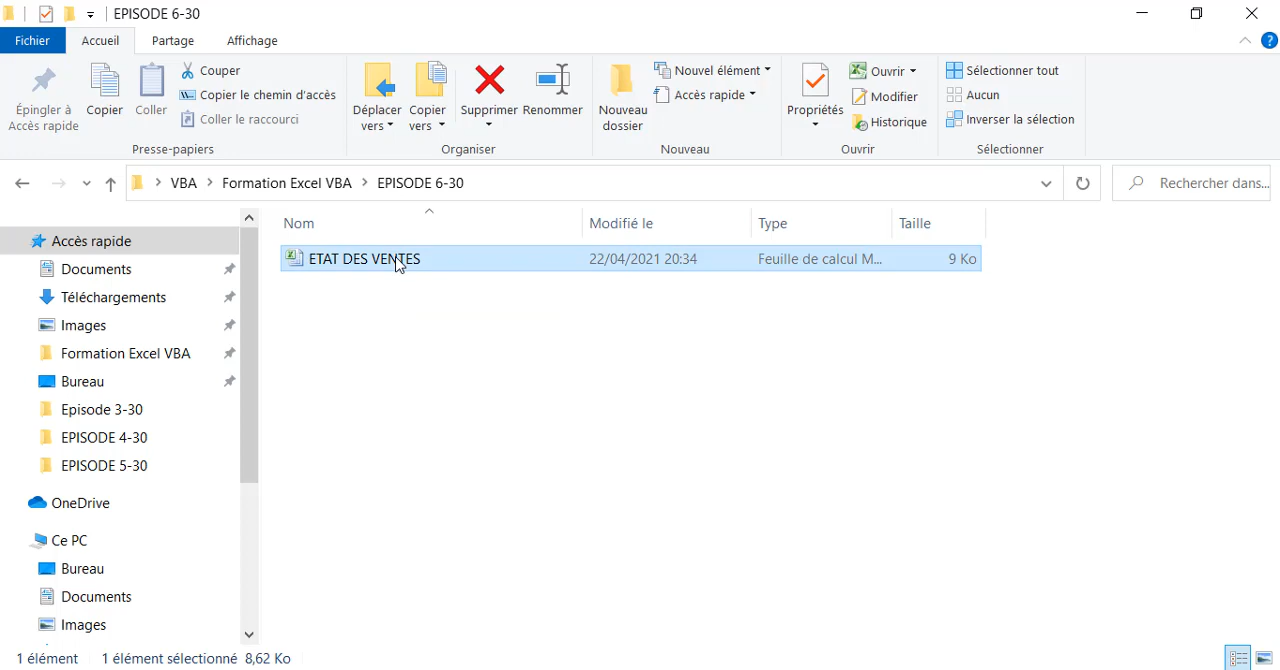 EPISODE 6-30
Fichier Accueil Partage Affichage
Épingler à Accès rapide
Copier
Coller
Couper
Copier le chemin d'accès
Coller le raccourci
Presse-papiers
Déplacer vers
Copier vers
Supprimer
Renommer
Organiser
Nouveau dossier
Nouvel élément
Accès rapide
Nouveau
Propriétés
Ouvrir
Modifier
Historique
Ouvrir
Sélectionner tout
Aucun
Inverser la sélection
Sélectionner
VBA > Formation Excel VBA > EPISODE 6-30
Rechercher dans...
Nom Modifié le Type Taille
ETAT DES VENTES 22/04/2021 20:34 Feuille de calcul M... 9 Ko
Accès rapide
Documents
Téléchargements
Images
Formation Excel VBA
Bureau
Episode 3-30
EPISODE 4-30
EPISODE 5-30
OneDrive
Ce PC
Bureau
Documents
Images
1 élément 1 élément sélectionné 8,62 Ko